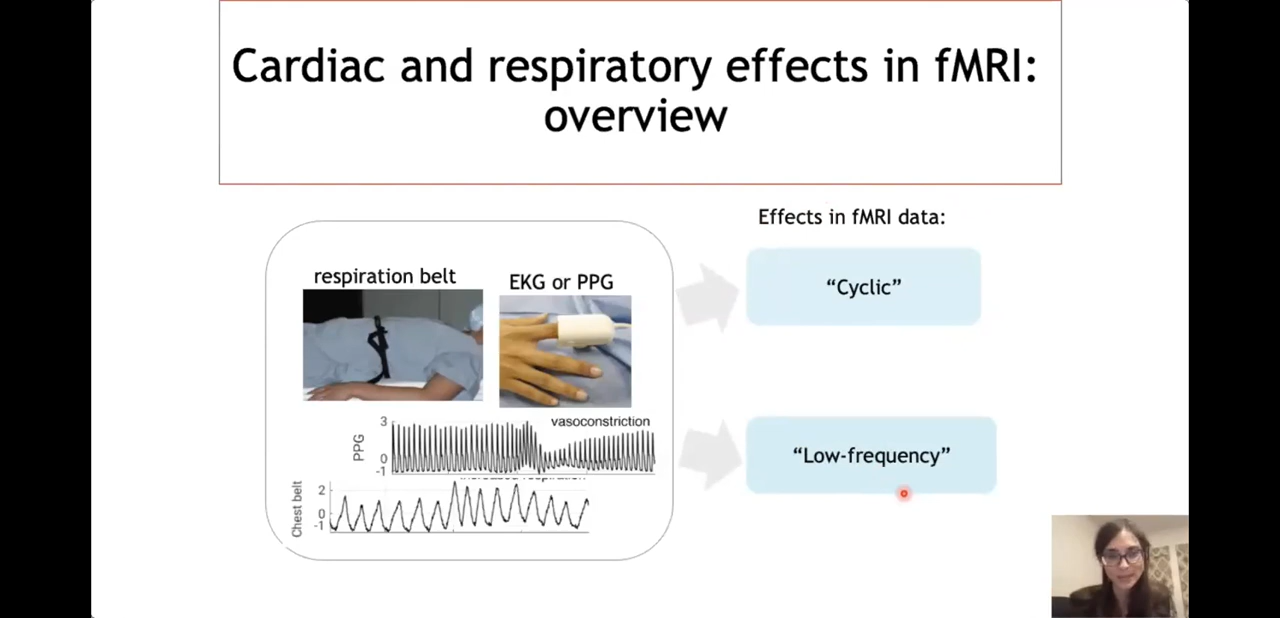 Cardiac and respiratory effects in fMRI:
overview
Effects in fMRI data:
respiration belt
EKG or PPG
"Cyclic"
vasoconstriction
PPG
3
0
-1
"Low-frequency"
Chest belt
2
0
-1